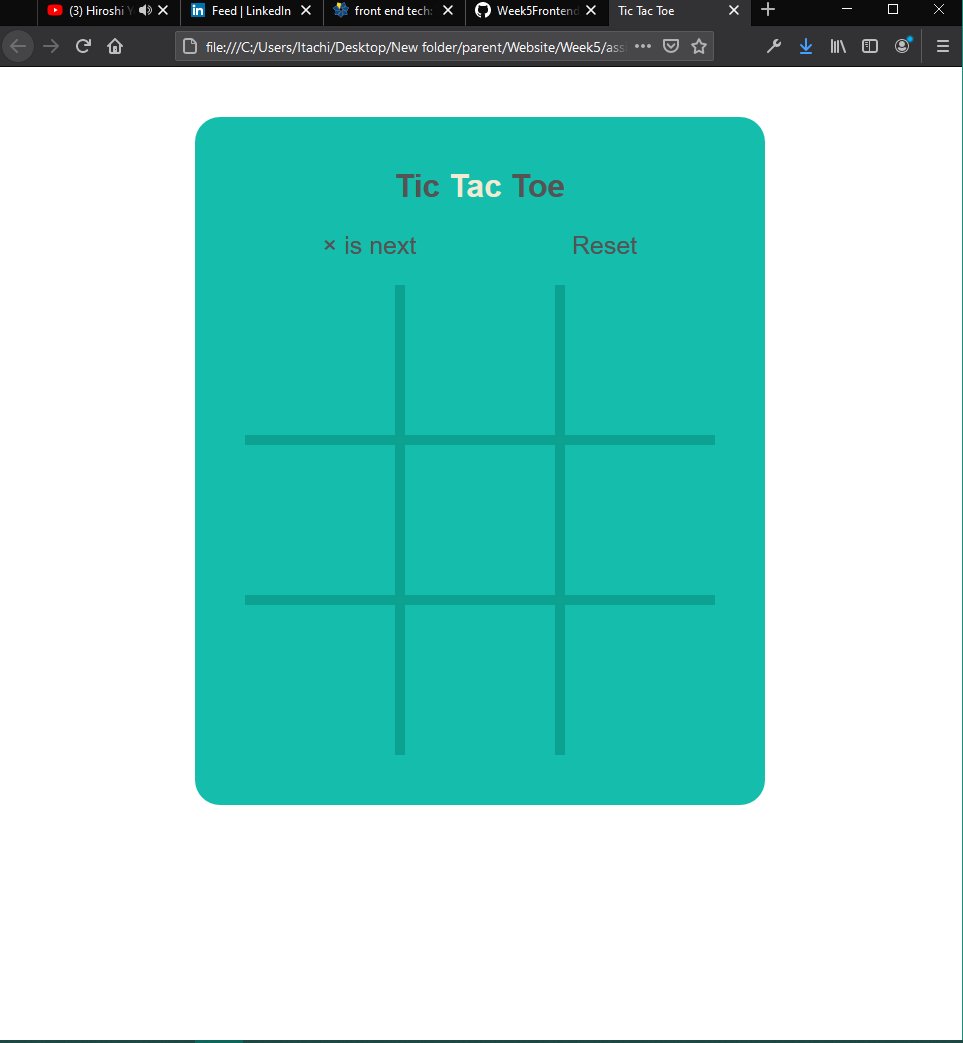 (3) Hiroshi
Feed | LinkedIn
front end tech
Week5Frontend
Tic Tac Toe
file:///C:/Users/Itachi/Desktop/New folder/parent/Website/Week5/ass
Tic Tac Toe
× is next
Reset